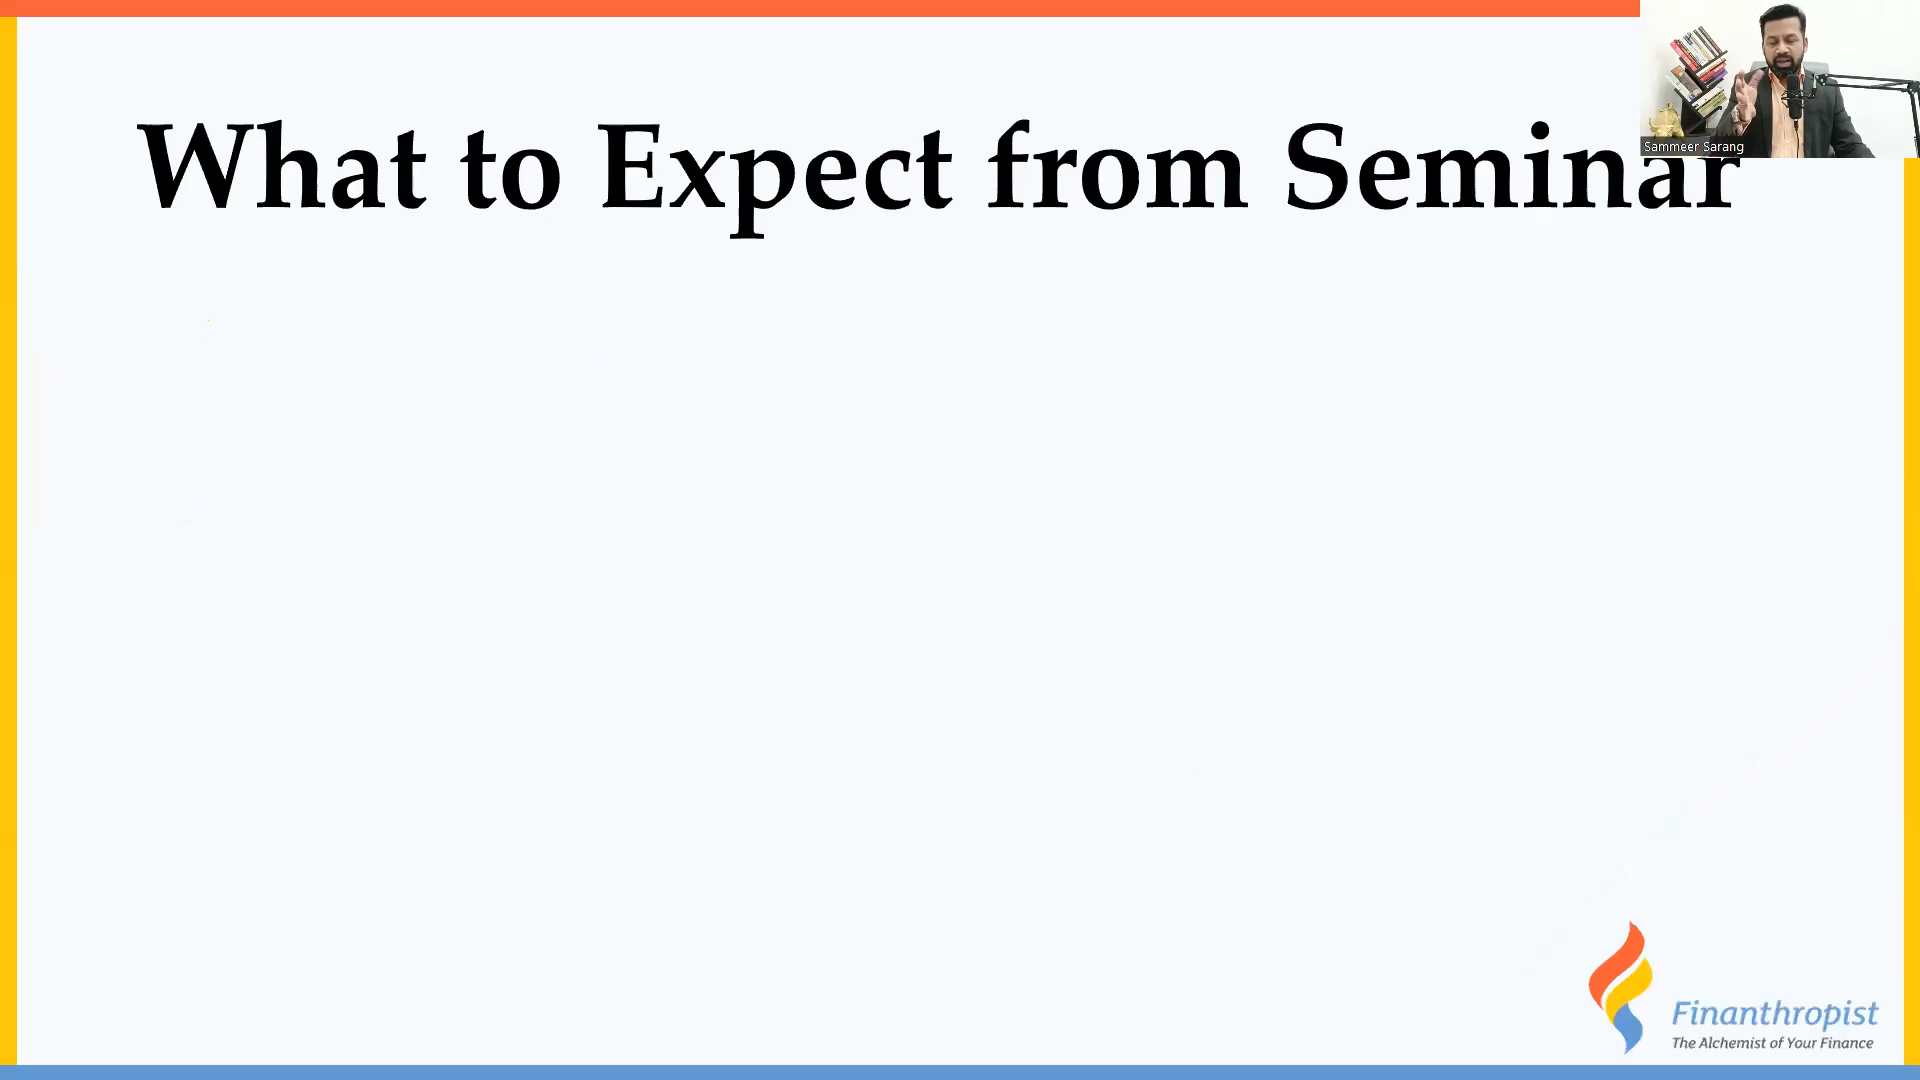 What to Expect from Seminar
Sammeer Sarang
Finanthropist
The Alchemist of Your Finance